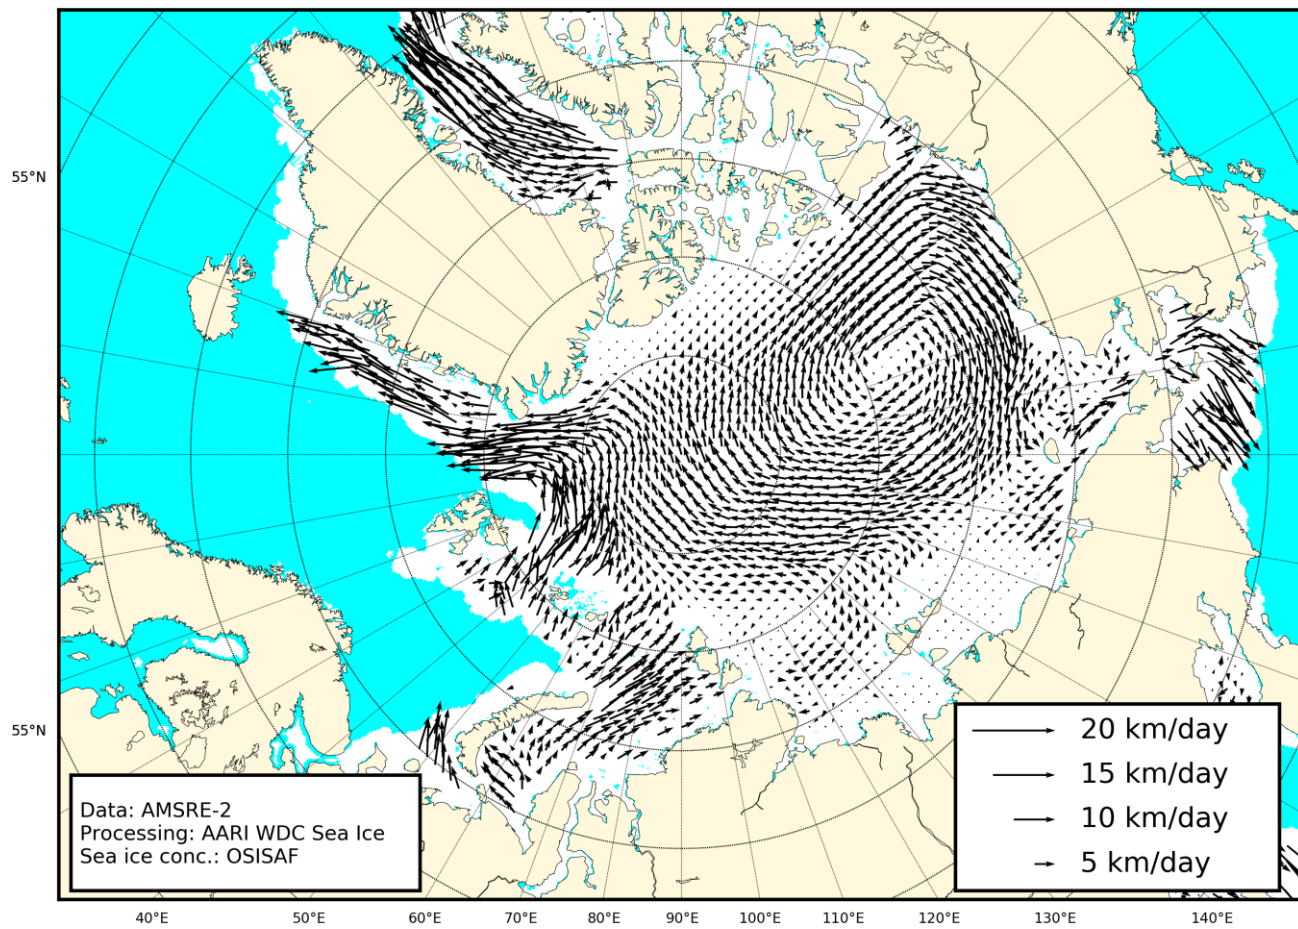 55°N
55°N
Data: AMSRE-2
Processing: AARI WDC Sea Ice
Sea ice conc.: OSISAF
20 km/day
15 km/day
10 km/day
5 km/day
40°E 50°E 60°E 70°E 80°E 90°E 100°E 110°E 120°E 130°E 140°E